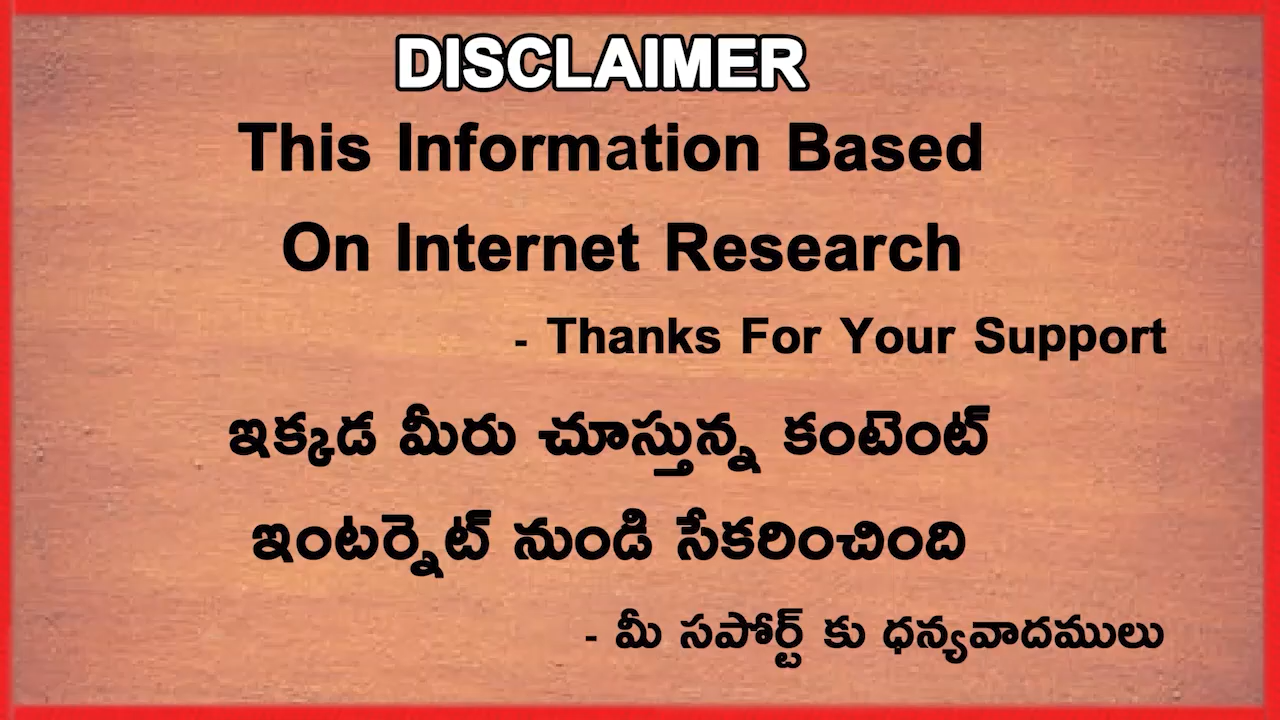 DISCLAIMER
This Information Based
On Internet Research
- Thanks For Your Support
ఇక్కడ మీరు చూస్తున్న కంటెంట్
ఇంటర్నెట్ నుండి సేకరించింది
- మీ సపోర్ట్ కు ధన్యవాదములు